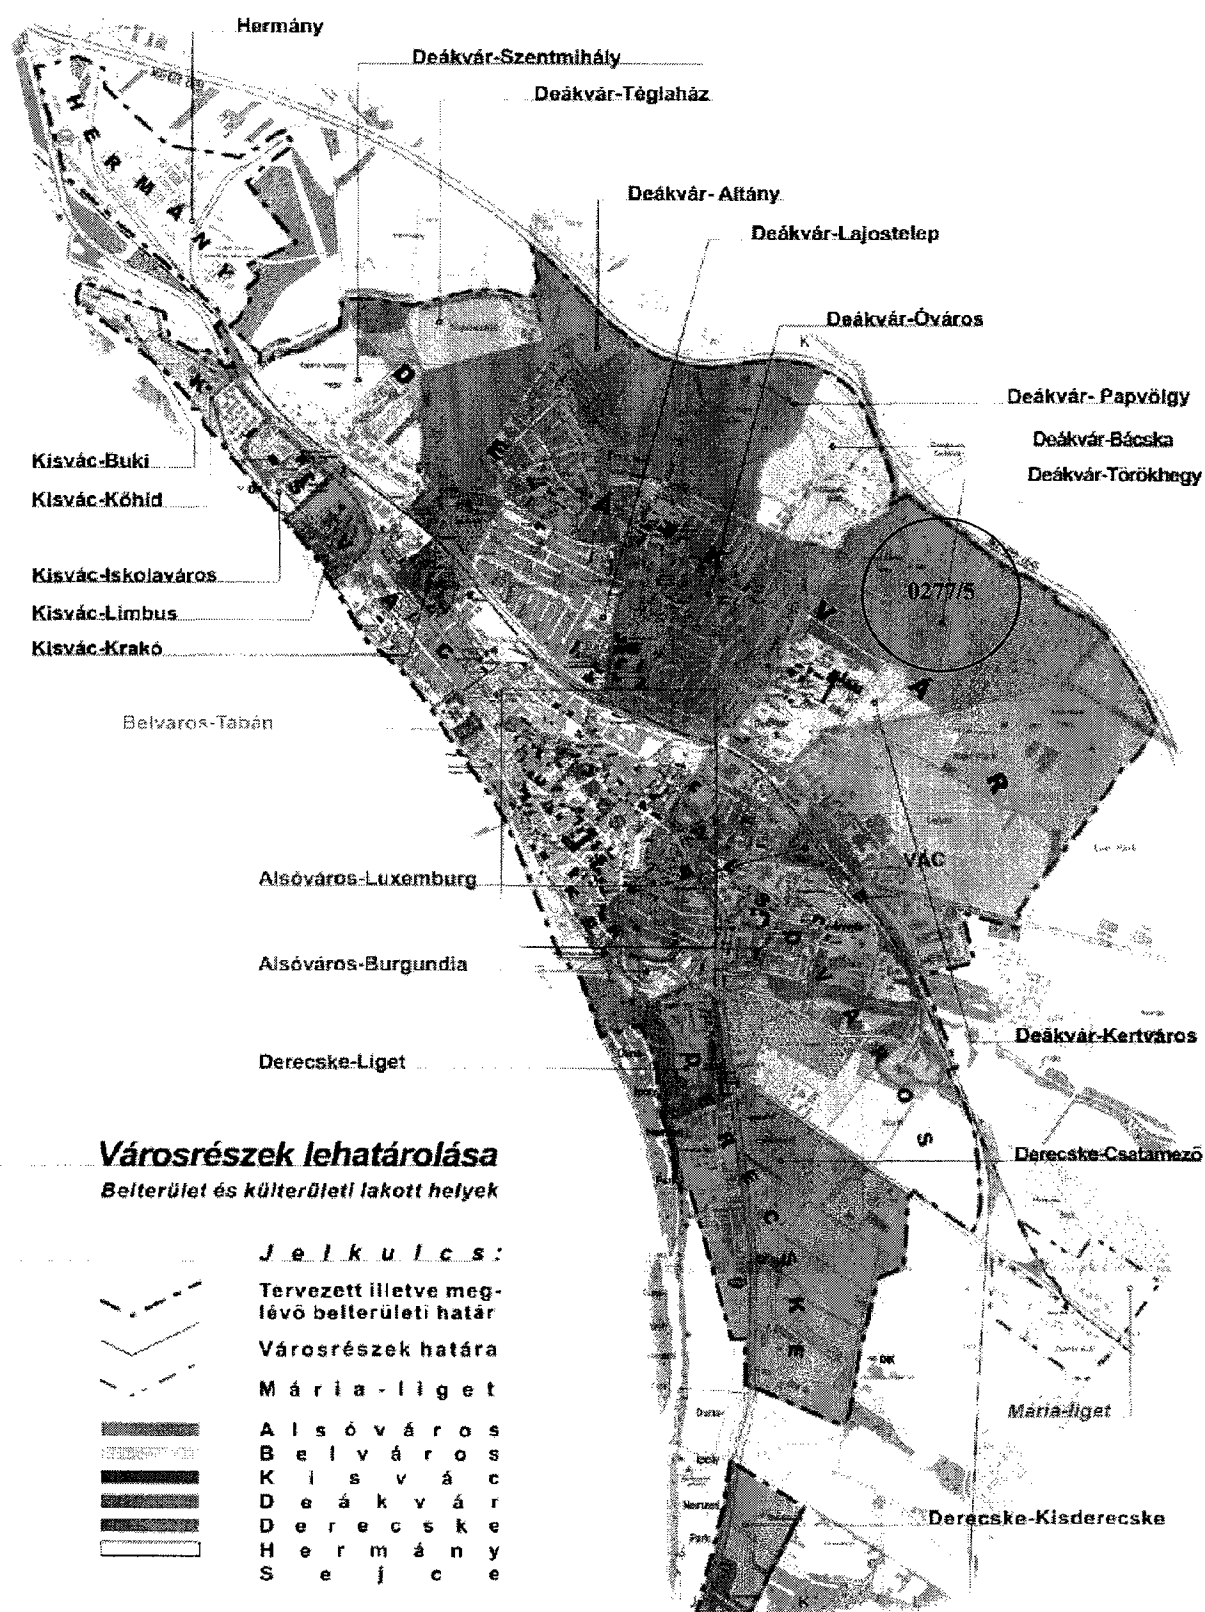 Hermány
Deákvár-Szentmihály
Deákvár-Téglaház
Deákvár- Altány
Deákvár-Lajostelep
Deákvár-Óváros
Deákvár- Papvölgy
Deákvár-Bácska
Deákvár-Törökhegy
HERMÁNY
Kisvác-Buki
Kisvác-Kőhíd
Kisvác-Iskolaváros
Kisvác-Limbus
Kisvác-Krakó
0277/5
Belvaros-Tabán
Alsóváros-Luxemburg
VÁC
Alsóváros-Burgundia
Deákvár-Kertváros
Derecske-Liget
Derecske-Csatamező
Mária-liget
Derecske-Kisderecske
Városrészek lehatárolása
Belterület és külterületi lakott helyek
Jelkulcs:
Tervezett illetve meg-
lévő belterületi határ
Városrészek határa
Mária-liget
Alsóváros
Belváros
Kisvác
Deákvár
Derecske
Hermány
Sejce